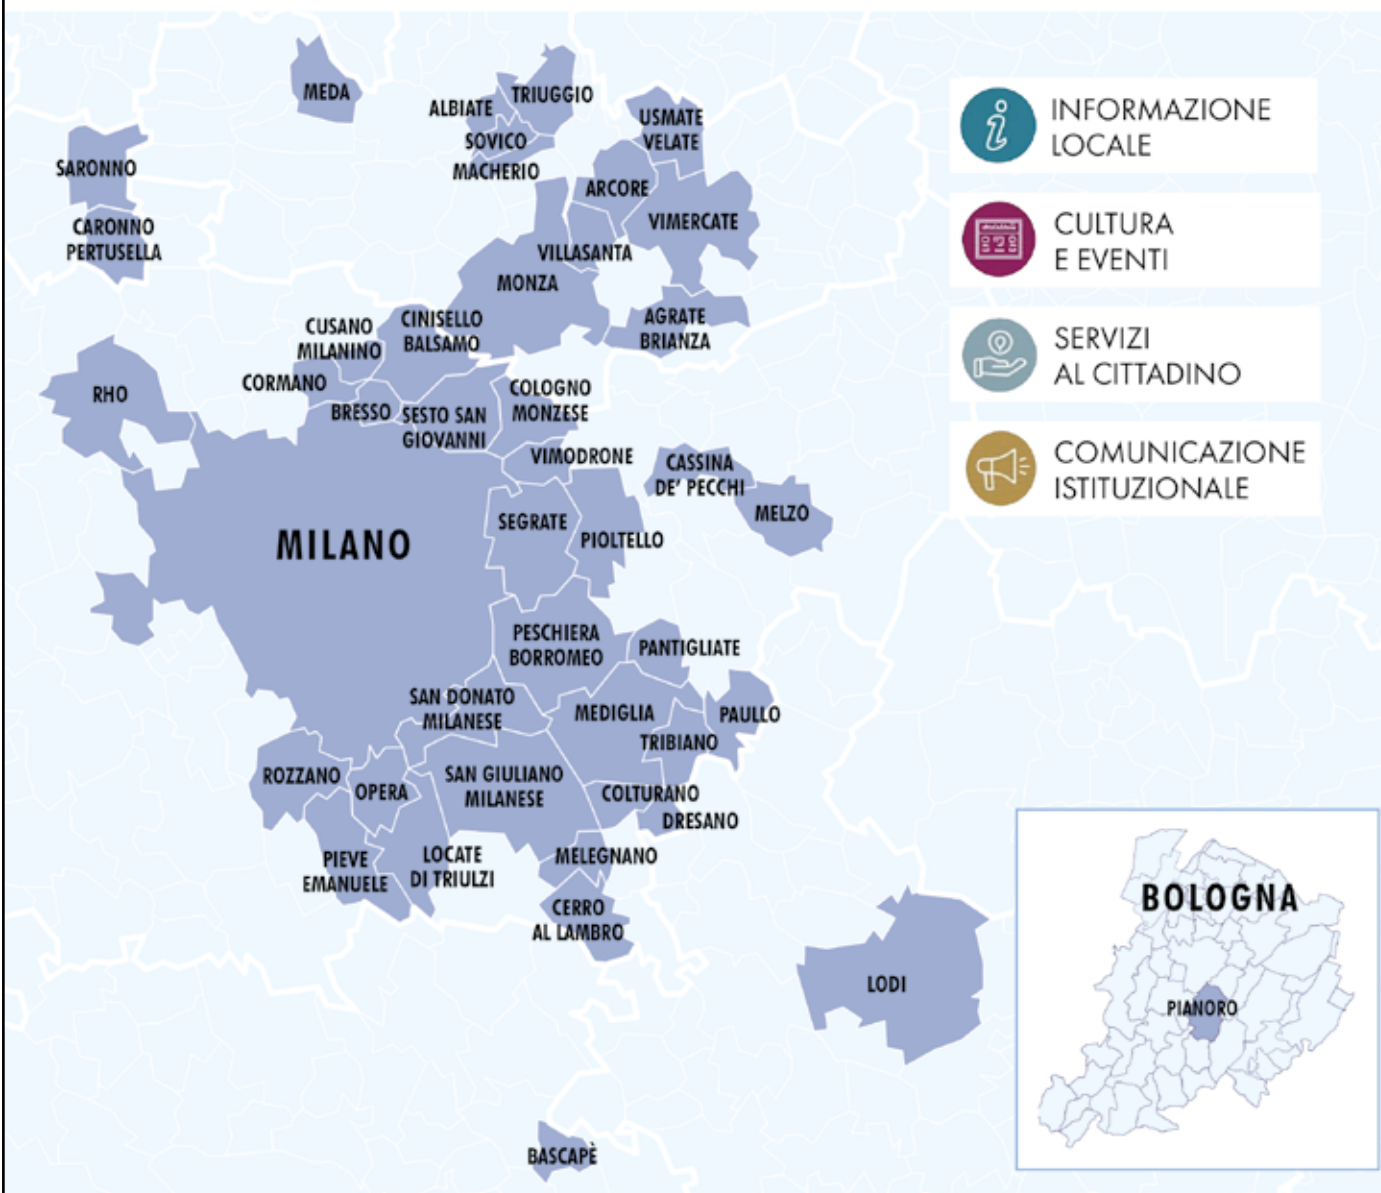 MEDA
ALBIATE
TRIUGGIO
SOVICO
MACHERIO
USMATE
VELATE
SARONNO
CARONNO
PERTUSELLA
ARCORE
VIMERCATE
VILLASANTA
MONZA
AGRATE
BRIANZA
CUSANO
MILANINO
CINISELLO
BALSAMO
CORMANO
RHO
BRESSO
SESTO SAN
GIOVANNI
COLOGNO
MONZESE
VIMODRONE
CASSINA
DE' PECCHI
MELZO
SEGRATE
PIOLTELLO
MILANO
PESCHIERA
BORROMEO
PANTIGLIATE
SAN DONATO
MILANESE
MEDIGLIA
PAULLO
TRIBIANO
ROZZANO
OPERA
SAN GIULIANO
MILANESE
COLTURANO
DRESANO
PIEVE
EMANUELE
LOCATE
DI TRIULZI
MELEGNANO
CERRO
AL LAMBRO
LODI
BASCAPÈ
INFORMAZIONE
LOCALE
CULTURA
E EVENTI
SERVIZI
AL CITTADINO
COMUNICAZIONE
ISTITUZIONALE
BOLOGNA
PIANORO